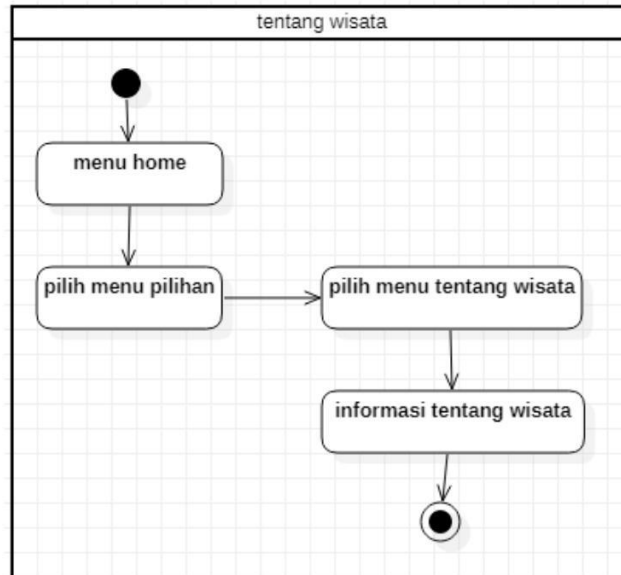 tentang wisata
menu home
pilih menu pilihan
pilih menu tentang wisata
informasi tentang wisata